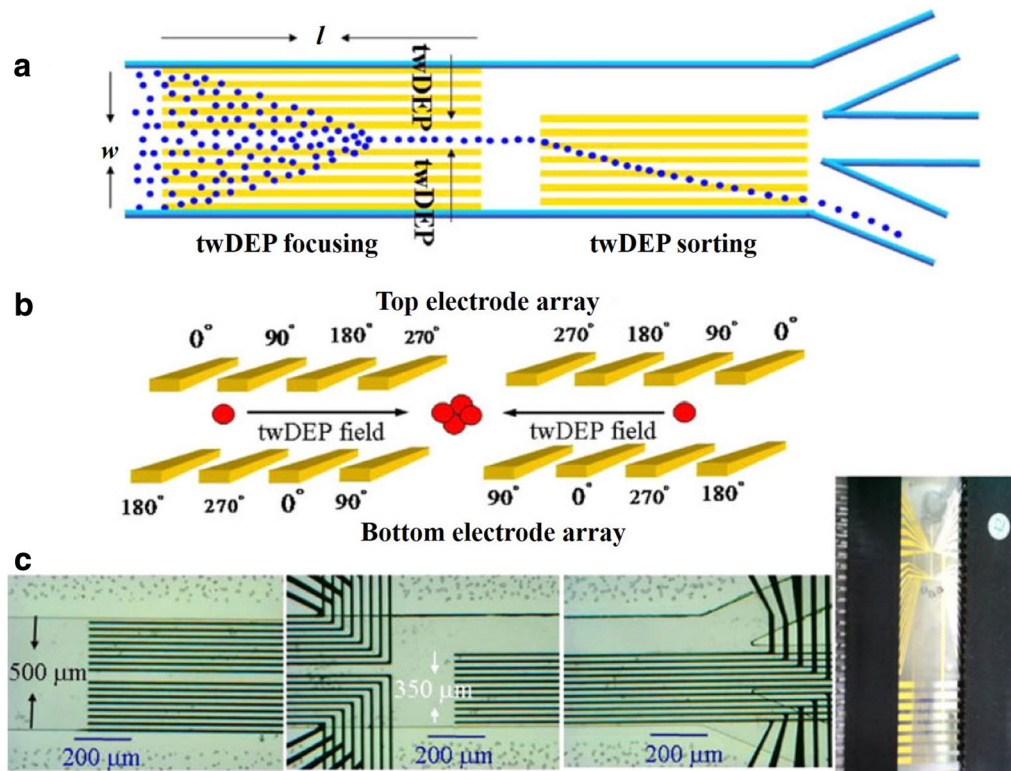 a
l
w
twDEP
twDEP
twDEP focusing
twDEP sorting
b
Top electrode array
0° 90° 180° 270° 270° 180° 90° 0°
twDEP field twDEP field
180° 270° 0° 90° 90° 0° 270° 180°
Bottom electrode array
c
500 µm
350 µm
200 µm 200 µm 200 µm